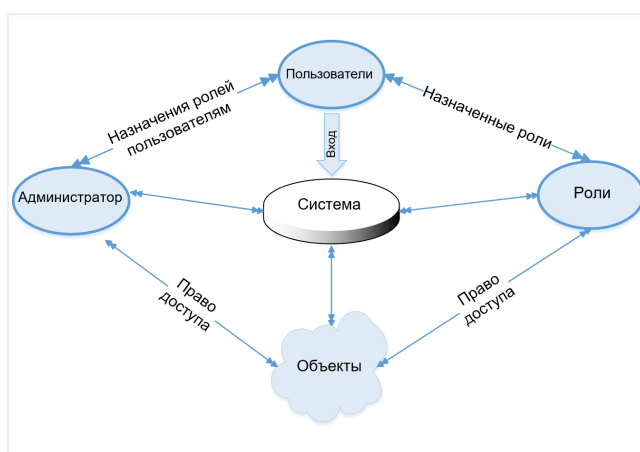 Пользователи
Назначения ролей
пользователям
Назначенные роли
Вход
Администратор
Система
Роли
Право
доступа
Право
доступа
Объекты